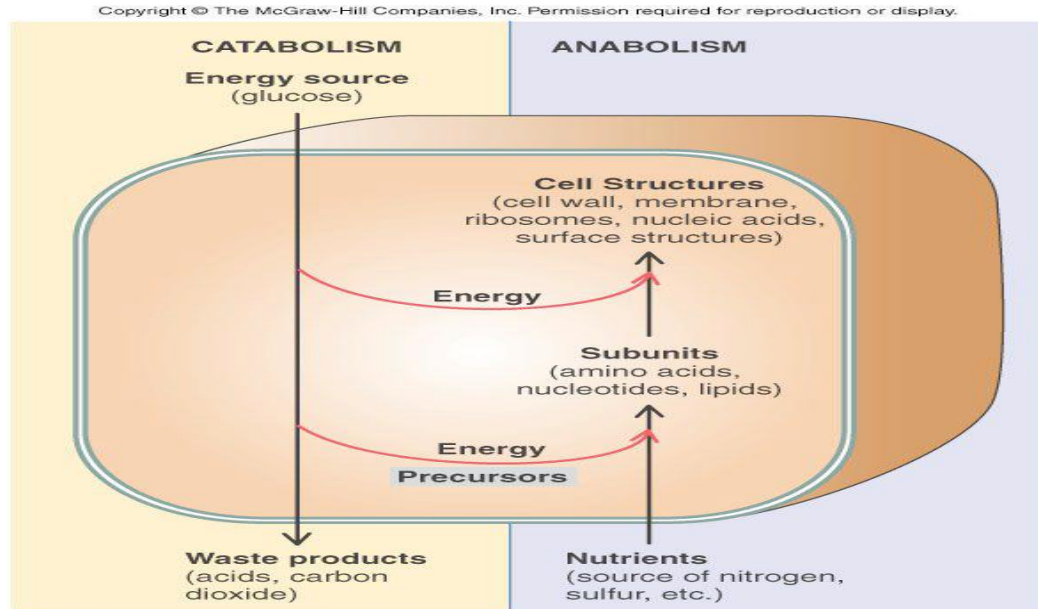 Copyright © The McGraw-Hill Companies, Inc. Permission required for reproduction or display.
CATABOLISM
Energy source
(glucose)
ANABOLISM
Cell Structures
(cell wall, membrane,
ribosomes, nucleic acids,
surface structures)
Energy
Subunits
(amino acids,
nucleotides, lipids)
Energy
Precursors
Waste products
(acids, carbon
dioxide)
Nutrients
(source of nitrogen,
sulfur, etc.)